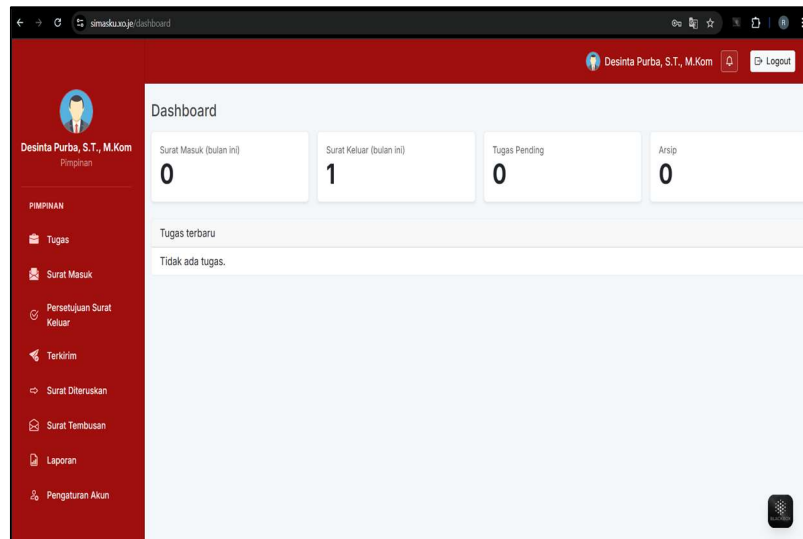 simasku.xo.je/dashboard
R
Desinta Purba, S.T., M.Kom
Logout
Desinta Purba, S.T., M.Kom
Pimpinan
PIMPINAN
Tugas
Surat Masuk
Persetujuan Surat
Keluar
Terkirim
Surat Diteruskan
Surat Tembusan
Laporan
Pengaturan Akun
Dashboard
Surat Masuk (bulan ini)
0
Surat Keluar (bulan ini)
1
Tugas Pending
0
Arsip
0
Tugas terbaru
Tidak ada tugas.